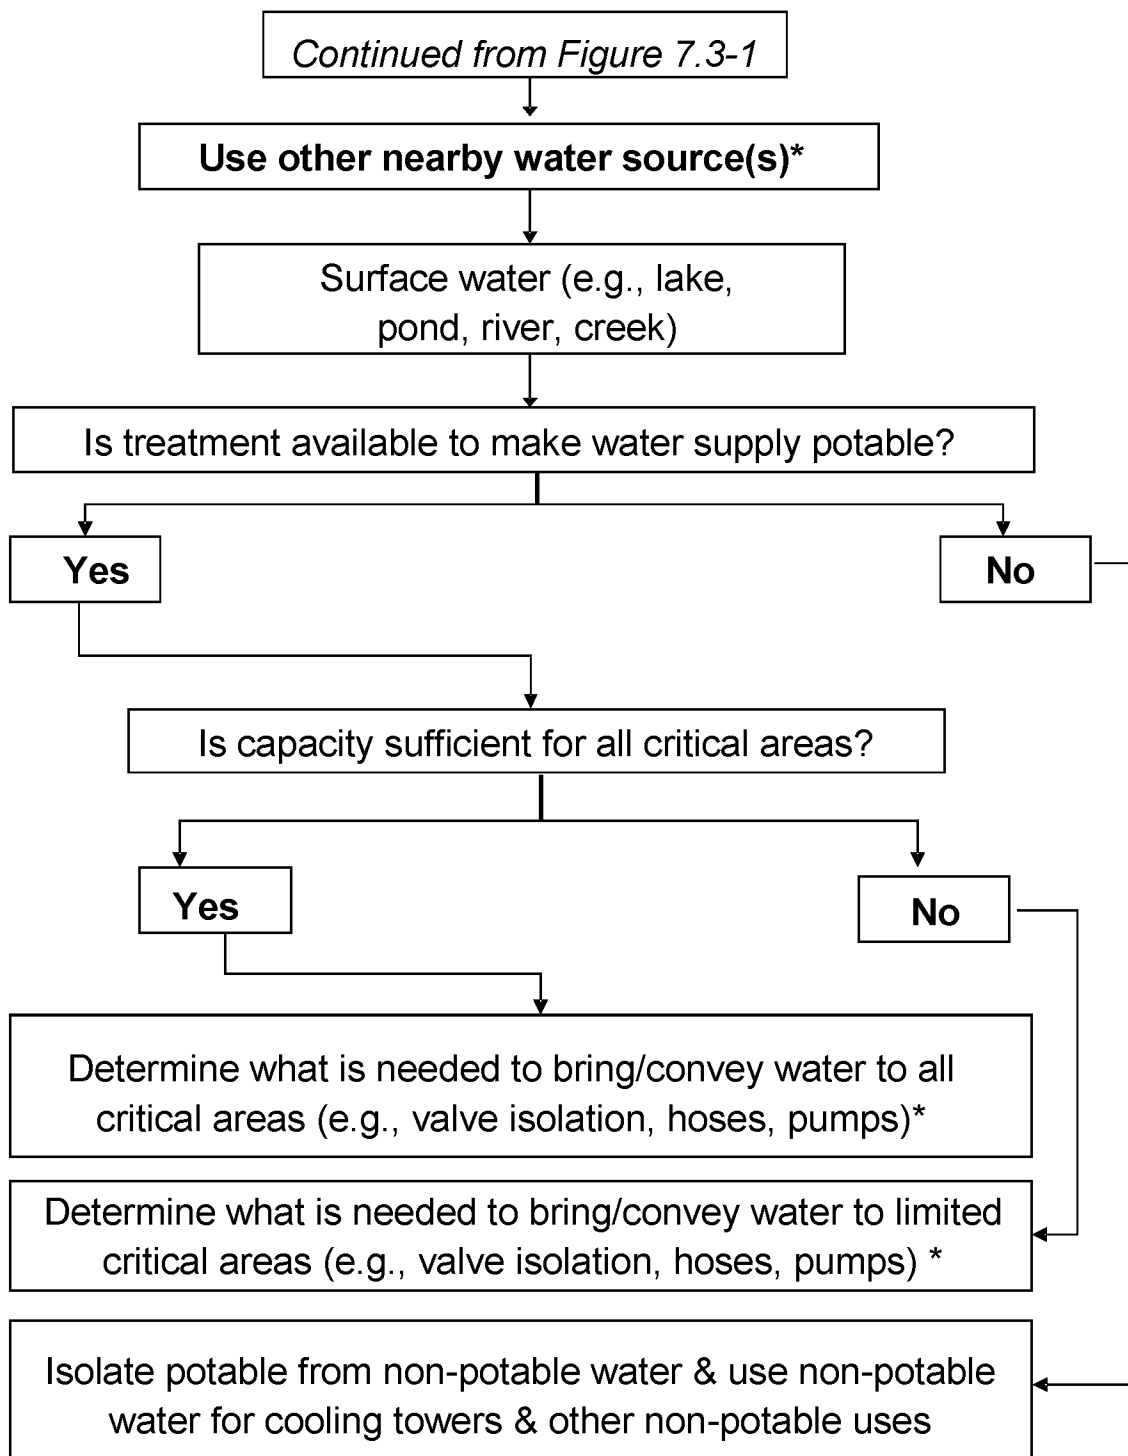 Continued from Figure 7.3-1
Use other nearby water source(s)*
Surface water (e.g., lake,
pond, river, creek)
Is treatment available to make water supply potable?
Yes
No
Is capacity sufficient for all critical areas?
Yes
No
Determine what is needed to bring/convey water to all
critical areas (e.g., valve isolation, hoses, pumps)*
Determine what is needed to bring/convey water to limited
critical areas (e.g., valve isolation, hoses, pumps) *
Isolate potable from non-potable water & use non-potable
water for cooling towers & other non-potable uses